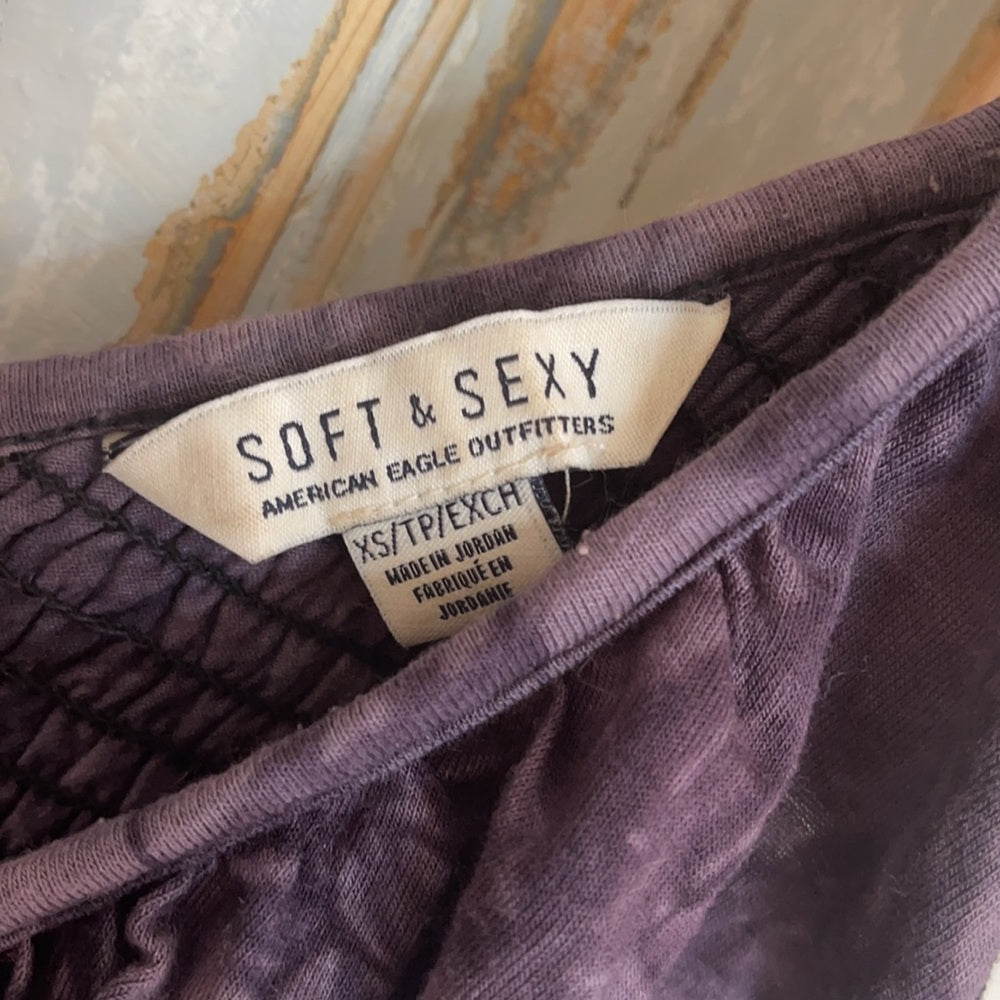 SOFT & SEXY
AMERICAN EAGLE OUTFITTERS
XS/TP/EXCH
MADE IN JORDAN
FABRIQUÉ EN
JORDANIE